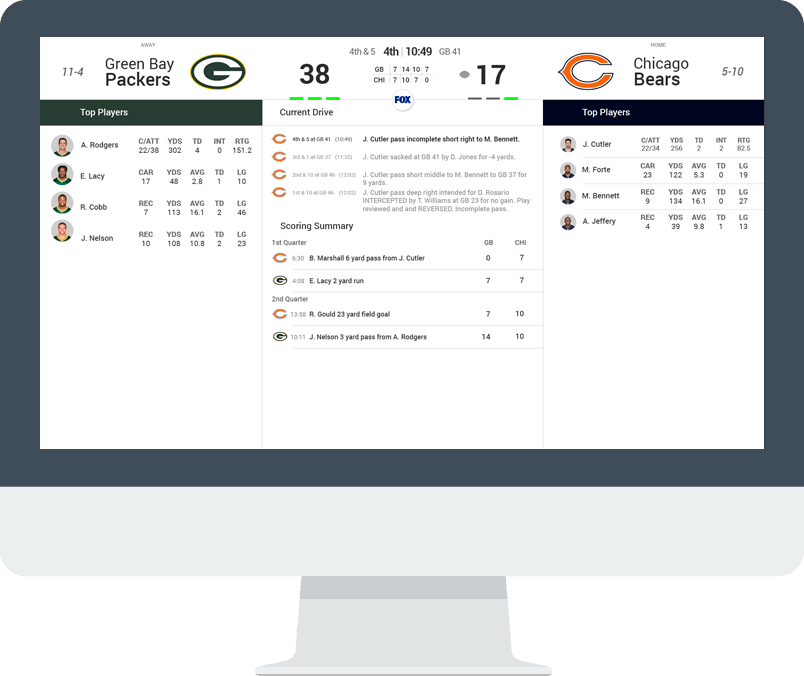 AWAY
11-4
Green Bay
Packers
38
4th & 5 4th 10:49 GB 41
GB 7 14 10 7
CHI 7 10 7 0
FOX
17
HOME
Chicago
Bears
5-10
Top Players
A. Rodgers C/ATT YDS TD INT RTG
22/38 302 4 0 151.2
E. Lacy CAR YDS AVG TD LG
17 48 2.8 1 10
R. Cobb REC YDS AVG TD LG
7 113 16.1 2 46
J. Nelson REC YDS AVG TD LG
10 108 10.8 2 23
Current Drive
4th & 5 at GB 41 (10:49) J. Cutler pass incomplete short right to M. Bennett.
3rd & 1 at GB 37 (11:32) J. Cutler sacked at GB 41 by D. Jones for -4 yards.
2nd & 10 at GB 46 (12:02) J. Cutler pass short middle to M. Bennett to GB 37 for
9 yards.
1st & 10 at GB 46 (12:02) J. Cutler pass deep right intended for D. Rosario
INTERCEPTED by T. Williams at GB 23 for no gain. Play
reviewed and and REVERSED. Incomplete pass.
Scoring Summary
1st Quarter GB CHI
6:30 B. Marshall 6 yard pass from J. Cutler 0 7
4:08 E. Lacy 2 yard run 7 7
2nd Quarter
13:58 R. Gould 23 yard field goal 7 10
10:11 J. Nelson 3 yard pass from A. Rodgers 14 10
Top Players
J. Cutler C/ATT YDS TD INT RTG
22/34 256 2 2 82.5
M. Forte CAR YDS AVG TD LG
23 122 5.3 0 19
M. Bennett REC YDS AVG TD LG
9 134 16.1 0 27
A. Jeffery REC YDS AVG TD LG
4 39 9.8 1 13